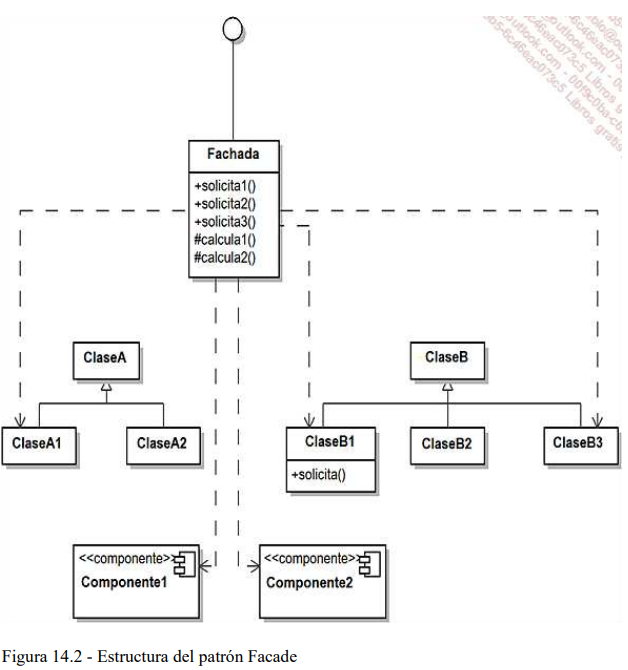 Fachada
+solicita1()
+solicita2()
+solicita3()
#calcula1()
#calcula2()
ClaseA
ClaseB
ClaseA1
ClaseA2
ClaseB1
+solicita()
ClaseB2
ClaseB3
<<componente>>
Componente1
<<componente>>
Componente2
Figura 14.2 - Estructura del patrón Facade